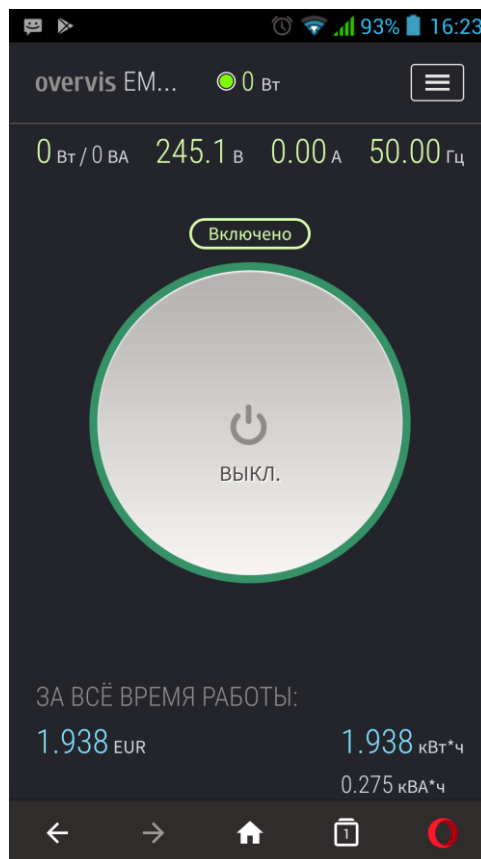 93% 16:23
overvis EM... 0 Вт
0 Вт / 0 ВА 245.1 В 0.00 А 50.00 Гц
Включено
ВЫКЛ.
ЗА ВСЁ ВРЕМЯ РАБОТЫ:
1.938 EUR 1.938 кВт*ч
0.275 кВА*ч
1